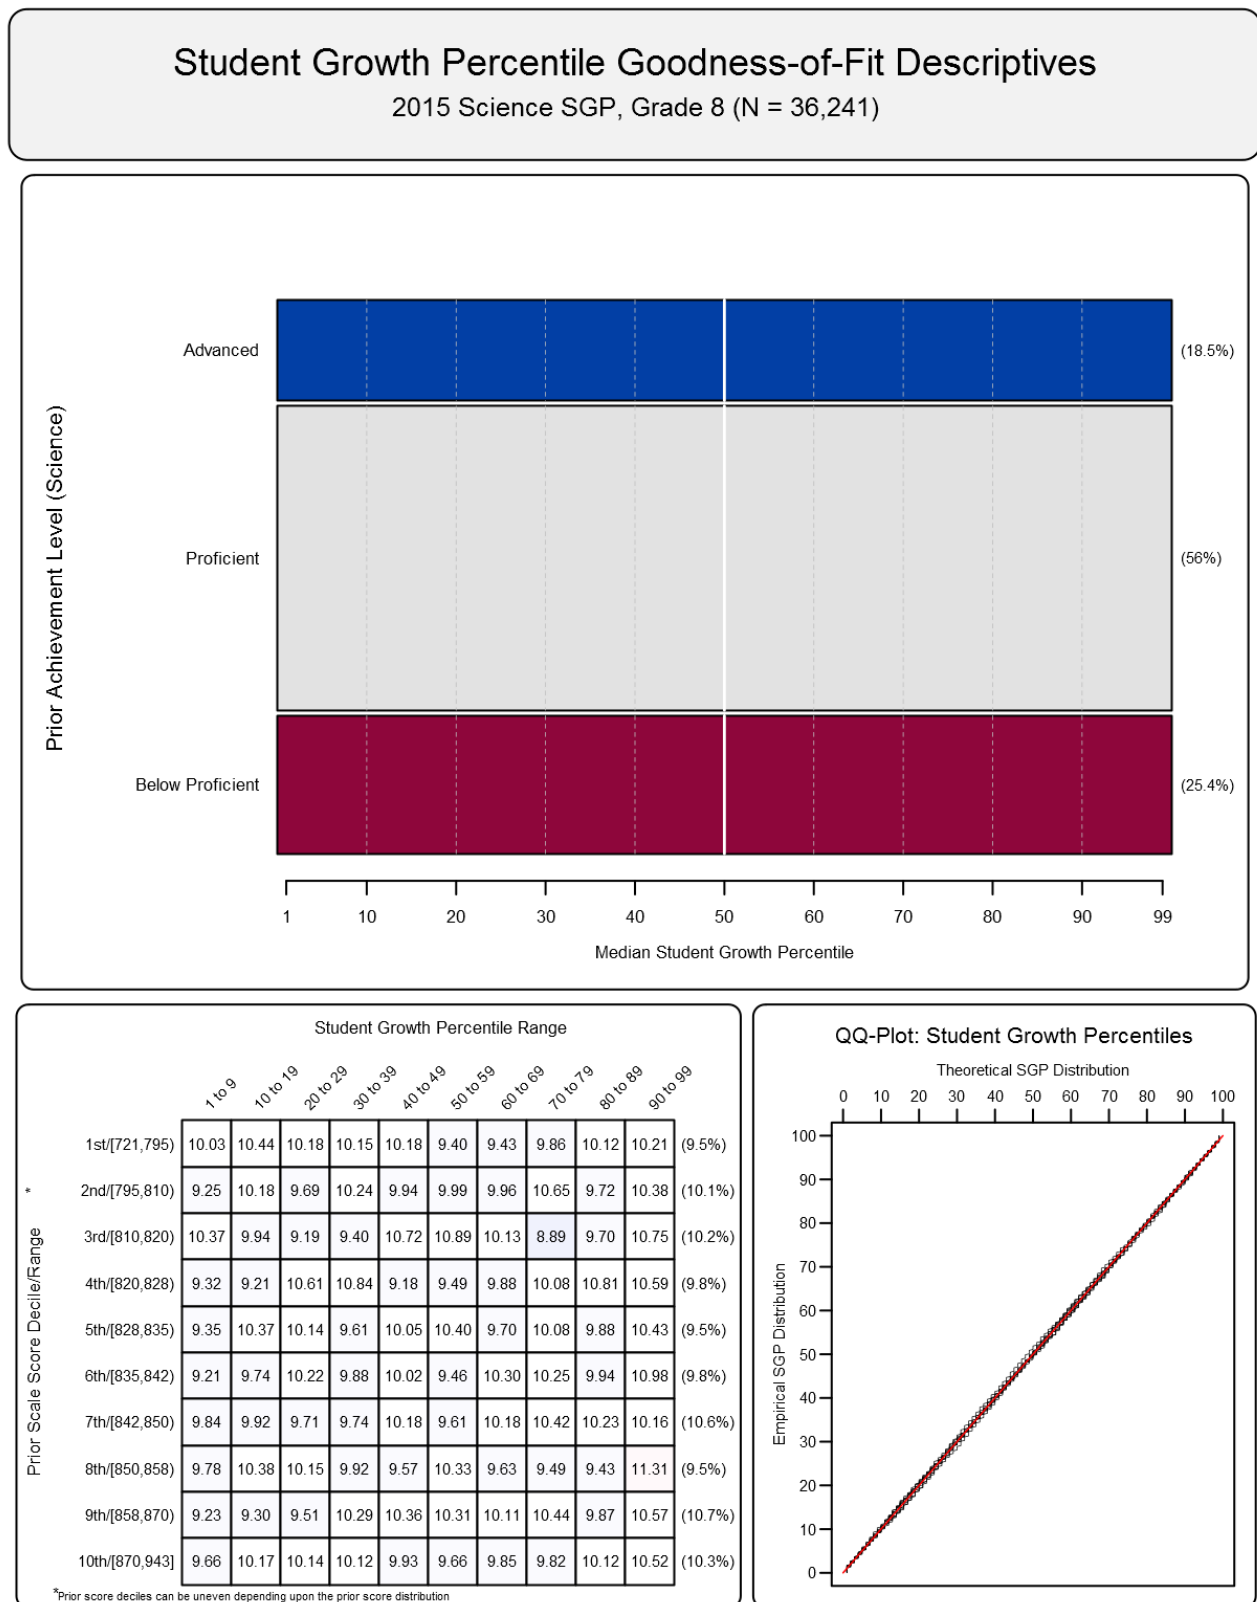 Student Growth Percentile Goodness-of-Fit Descriptives
2015 Science SGP, Grade 8 (N = 36,241)
Prior Achievement Level (Science)
Advanced
(18.5%)
Proficient
(56%)
Below Proficient
(25.4%)
1 10 20 30 40 50 60 70 80 90 99
Median Student Growth Percentile
Student Growth Percentile Range
1 to 9 10 to 19 20 to 29 30 to 39 40 to 49 50 to 59 60 to 69 70 to 79 80 to 89 90 to 99
Prior Scale Score Decile/Range *
1st/[721,795) 10.03 10.44 10.18 10.15 10.18 9.40 9.43 9.86 10.12 10.21 (9.5%)
2nd/[795,810) 9.25 10.18 9.69 10.24 9.94 9.99 9.96 10.65 9.72 10.38 (10.1%)
3rd/[810,820) 10.37 9.94 9.19 9.40 10.72 10.89 10.13 8.89 9.70 10.75 (10.2%)
4th/[820,828) 9.32 9.21 10.61 10.84 9.18 9.49 9.88 10.08 10.81 10.59 (9.8%)
5th/[828,835) 9.35 10.37 10.14 9.61 10.05 10.40 9.70 10.08 9.88 10.43 (9.5%)
6th/[835,842) 9.21 9.74 10.22 9.88 10.02 9.46 10.30 10.25 9.94 10.98 (9.8%)
7th/[842,850) 9.84 9.92 9.71 9.74 10.18 9.61 10.18 10.42 10.23 10.16 (10.6%)
8th/[850,858) 9.78 10.38 10.15 9.92 9.57 10.33 9.63 9.49 9.43 11.31 (9.5%)
9th/[858,870) 9.23 9.30 9.51 10.29 10.36 10.31 10.11 10.44 9.87 10.57 (10.7%)
10th/[870,943] 9.66 10.17 10.14 10.12 9.93 9.66 9.85 9.82 10.12 10.52 (10.3%)
*Prior score deciles can be uneven depending upon the prior score distribution
QQ-Plot: Student Growth Percentiles
Theoretical SGP Distribution
0 10 20 30 40 50 60 70 80 90 100
Empirical SGP Distribution
100
90
80
70
60
50
40
30
20
10
0